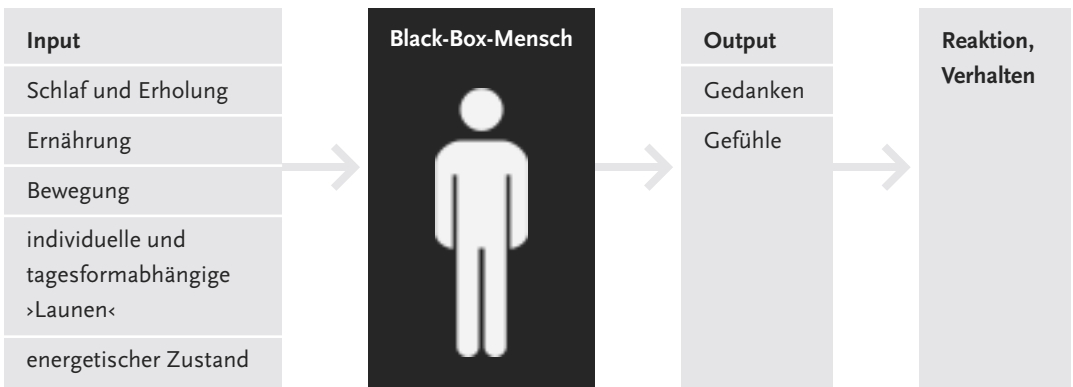 Input
Schlaf und Erholung
Ernährung
Bewegung
individuelle und
tagesformabhängige
›Launen‹
energetischer Zustand
Black-Box-Mensch
Output
Gedanken
Gefühle
Reaktion,
Verhalten